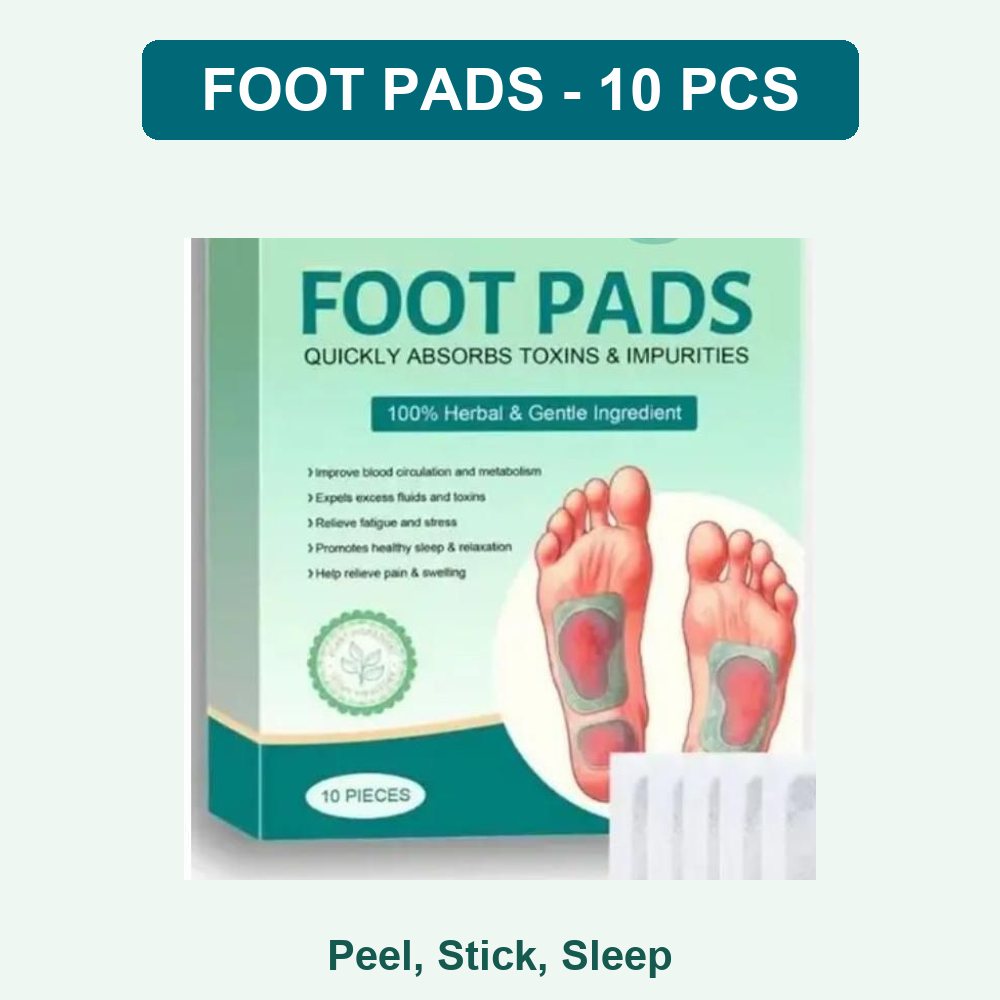 FOOT PADS - 10 PCS
FOOT PADS
QUICKLY ABSORBS TOXINS & IMPURITIES
100% Herbal & Gentle Ingredient
Improve blood circulation and metabolism
Expels excess fluids and toxins
Relieve fatigue and stress
Promotes healthy sleep & relaxation
Help relieve pain & swelling
10 PIECES
Peel, Stick, Sleep